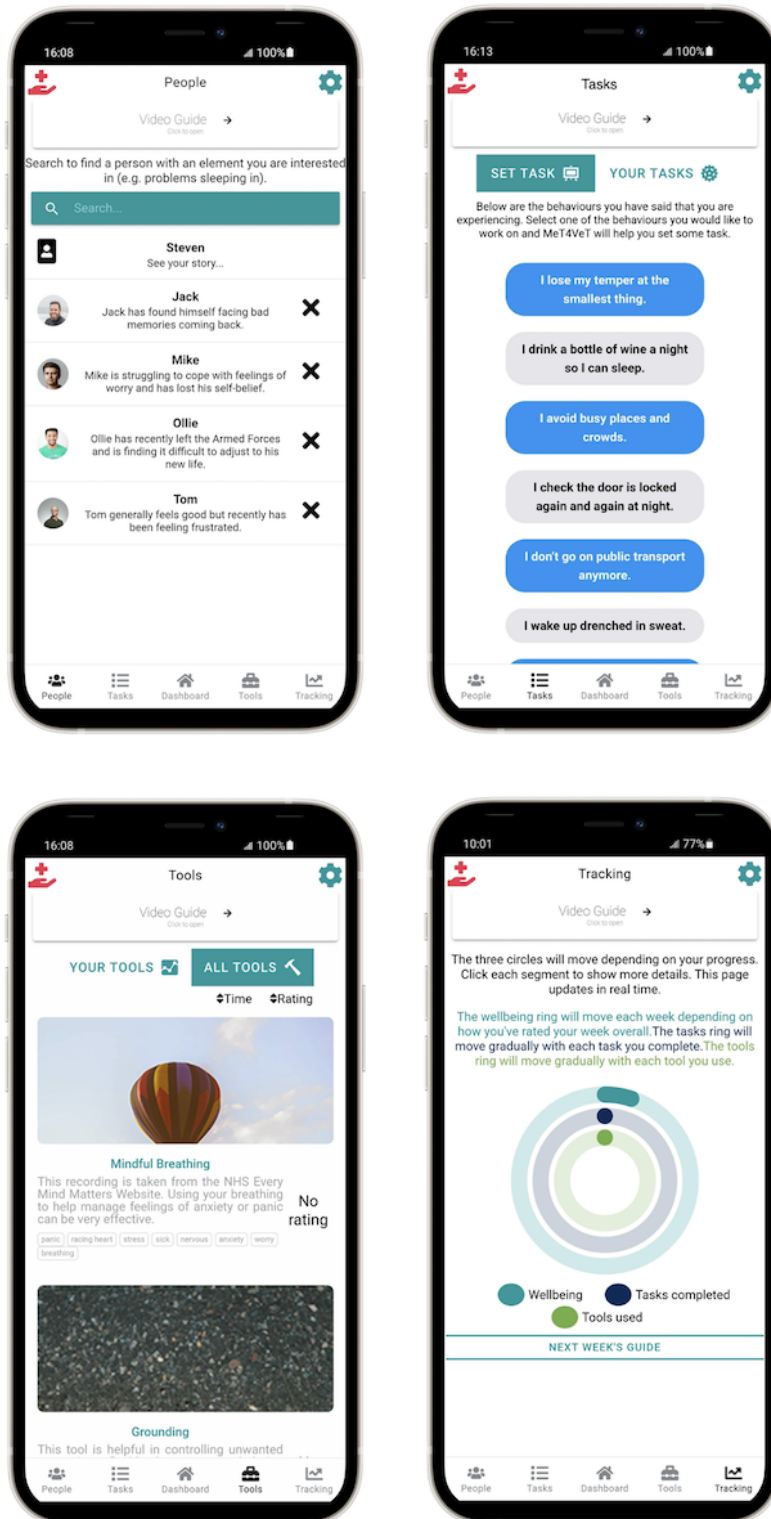 16:08
100%
People
Video Guide
Click to open
Search to find a person with an element you are interested
in (e.g. problems sleeping in).
Search...
Steven
See your story...
Jack
Jack has found himself facing bad
memories coming back.
Mike
Mike is struggling to cope with feelings of
worry and has lost his self-belief.
Ollie
Ollie has recently left the Armed Forces
and is finding it difficult to adjust to his
new life.
Tom
Tom generally feels good but recently has
been feeling frustrated.
People Tasks Dashboard Tools Tracking
16:13
100%
Tasks
Video Guide
Click to open
SET TASK YOUR TASKS
Below are the behaviours you have said that you are
experiencing. Select one of the behaviours you would like to
work on and MeT4VeT will help you set some task.
I lose my temper at the
smallest thing.
I drink a bottle of wine a night
so I can sleep.
I avoid busy places and
crowds.
I check the door is locked
again and again at night.
I don't go on public transport
anymore.
I wake up drenched in sweat.
People Tasks Dashboard Tools Tracking
16:08
100%
Tools
Video Guide
Click to open
YOUR TOOLS ALL TOOLS
Time Rating
Mindful Breathing
This recording is taken from the NHS Every
Mind Matters Website. Using your breathing
to help manage feelings of anxiety or panic
can be very effective.
No
rating
panic racing heart stress sick nervous anxiety worry
breathing
Grounding
This tool is helpful in controlling unwanted
People Tasks Dashboard Tools Tracking
10:01
77%
Tracking
Video Guide
Click to open
The three circles will move depending on your progress.
Click each segment to show more details. This page
updates in real time.
The wellbeing ring will move each week depending on
how you've rated your week overall.The tasks ring will
move gradually with each task you complete.The tools
ring will move gradually with each tool you use.
Wellbeing Tasks completed
Tools used
NEXT WEEK'S GUIDE
People Tasks Dashboard Tools Tracking